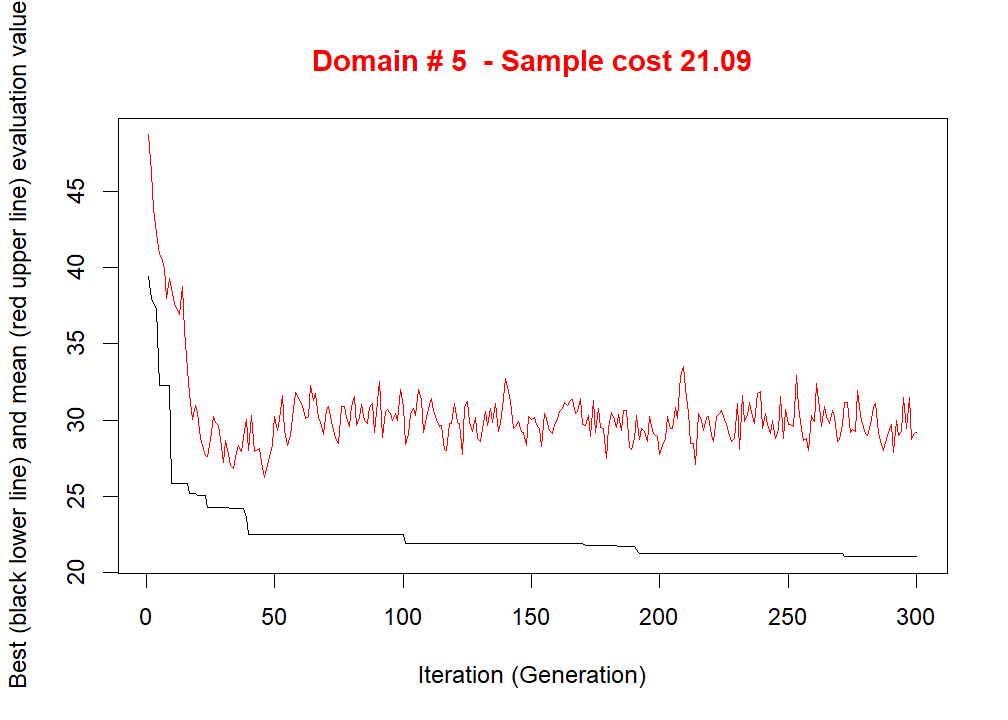 Domain # 5  - Sample cost 21.09
Best (black lower line) and mean (red upper line) evaluation value
45
40
35
30
25
20
0 50 100 150 200 250 300
Iteration (Generation)